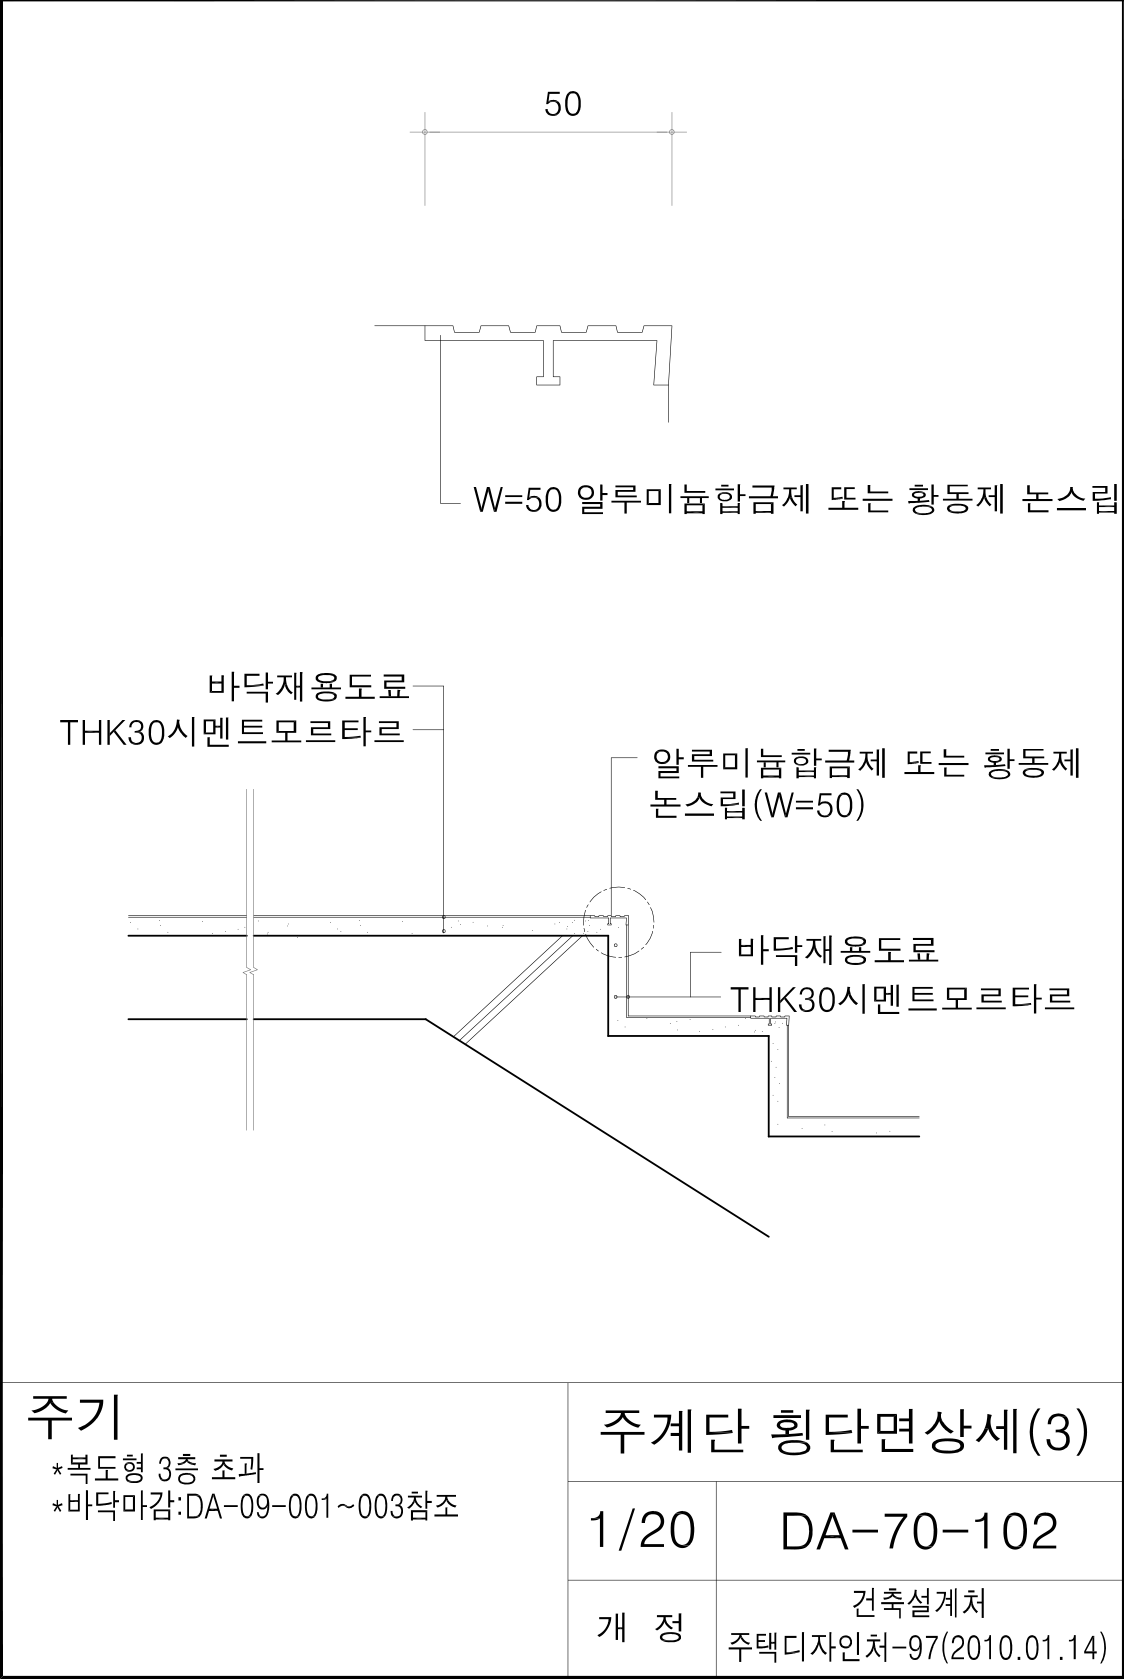 50
W=50 알루미늄합금제 또는 황동제 논스립
바닥재용도료
THK30시멘트모르타르
알루미늄합금제 또는 황동제
논스립(W=50)
바닥재용도료
THK30시멘트모르타르
주기
*복도형 3층 초과
*바닥마감:DA-09-001~003참조
주계단 횡단면상세(3)
1/20
DA-70-102
개 정
건축설계처
주택디자인처-97(2010.01.14)